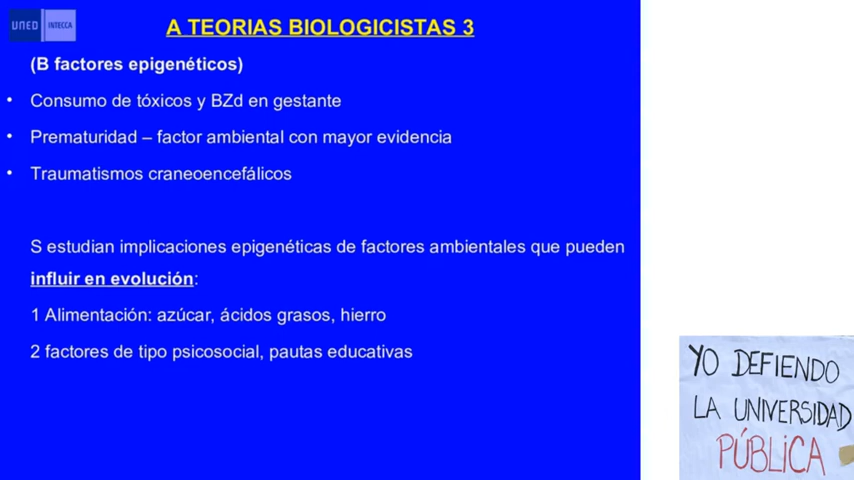 UNED INTECCA
A TEORIAS BIOLOGICISTAS 3
(B factores epigenéticos)
• Consumo de tóxicos y BZd en gestante
• Prematuridad – factor ambiental con mayor evidencia
• Traumatismos craneoencefálicos
S estudian implicaciones epigenéticas de factores ambientales que pueden
influir en evolución:
1 Alimentación: azúcar, ácidos grasos, hierro
2 factores de tipo psicosocial, pautas educativas
YO DEFIENDO
LA UNIVERSIDAD
PÚBLICA